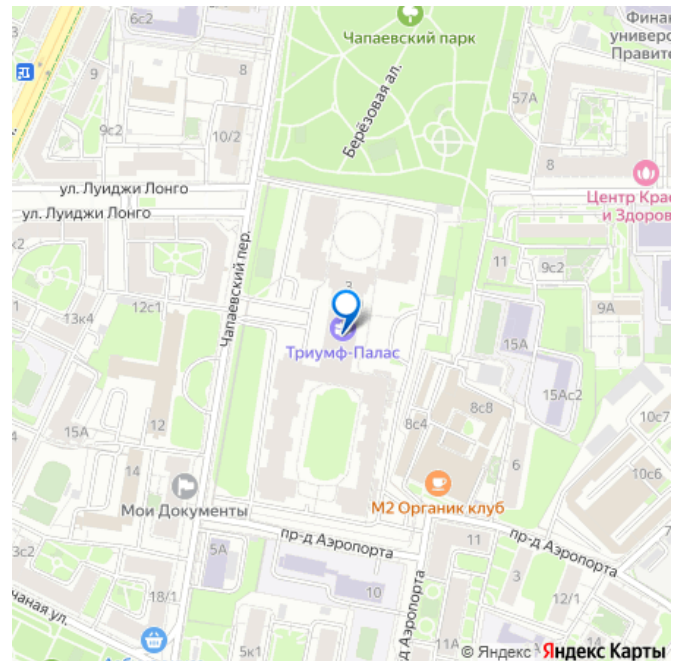 6с2
Чапаевский парк
Финан
универс
Правите
9
8
Берёзовая ал.
57А
9с2
10/2
8
ул. Луиджи Лонго
Центр Крас
и Здоров
ул. Луиджи Лонго
Чапаевский пер.
2
11
9с2
3
12с1
9А
13к4
Триумф-Палас
15А
15Ас2
10с7
8с8
15А
12
8с4
10с6
14
6
Мои Документы
М2 Органик клуб
7
пр-д Аэропорта
пр-д Аэропорта
3с2
5А
11
3
10
18/1
12/1
чаная ул.
д Аэропорта
5к1
11А
14
© Яндекс Яндекс Карты